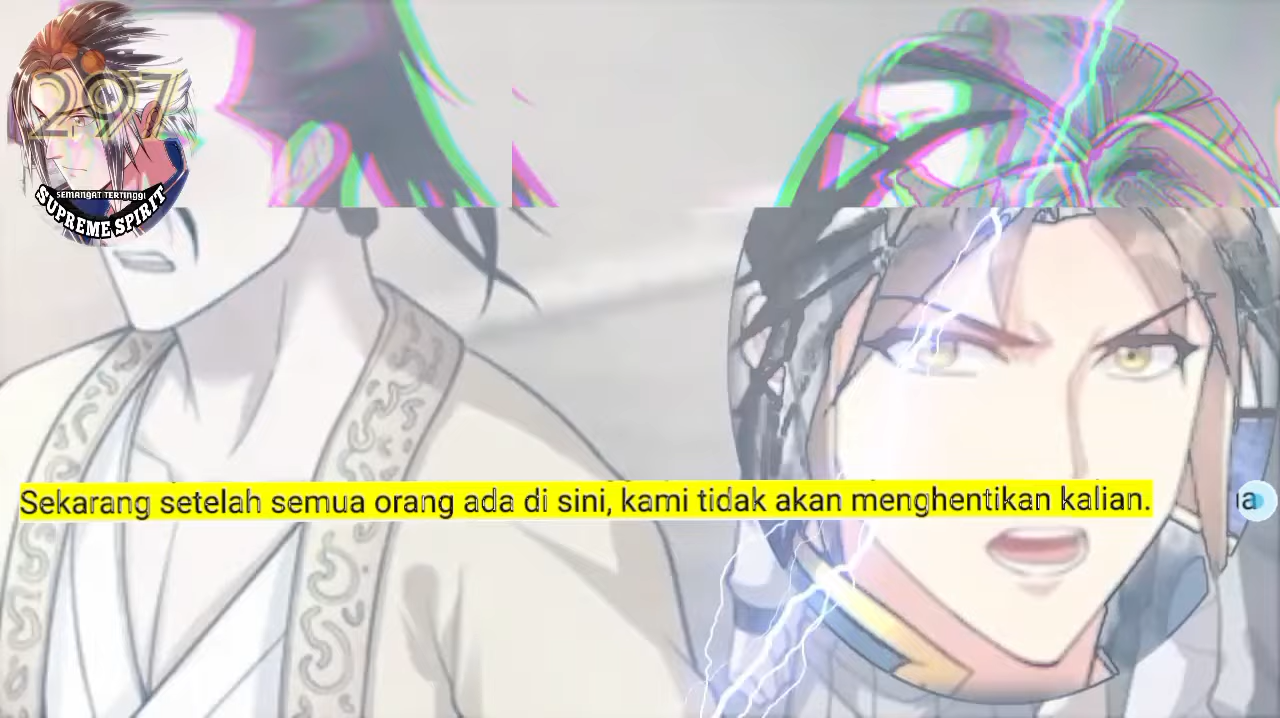 297
SEMANGAT TERTINGGI
SUPREME SPIRIT
Sekarang setelah semua orang ada di sini, kami tidak akan menghentikan kalian.